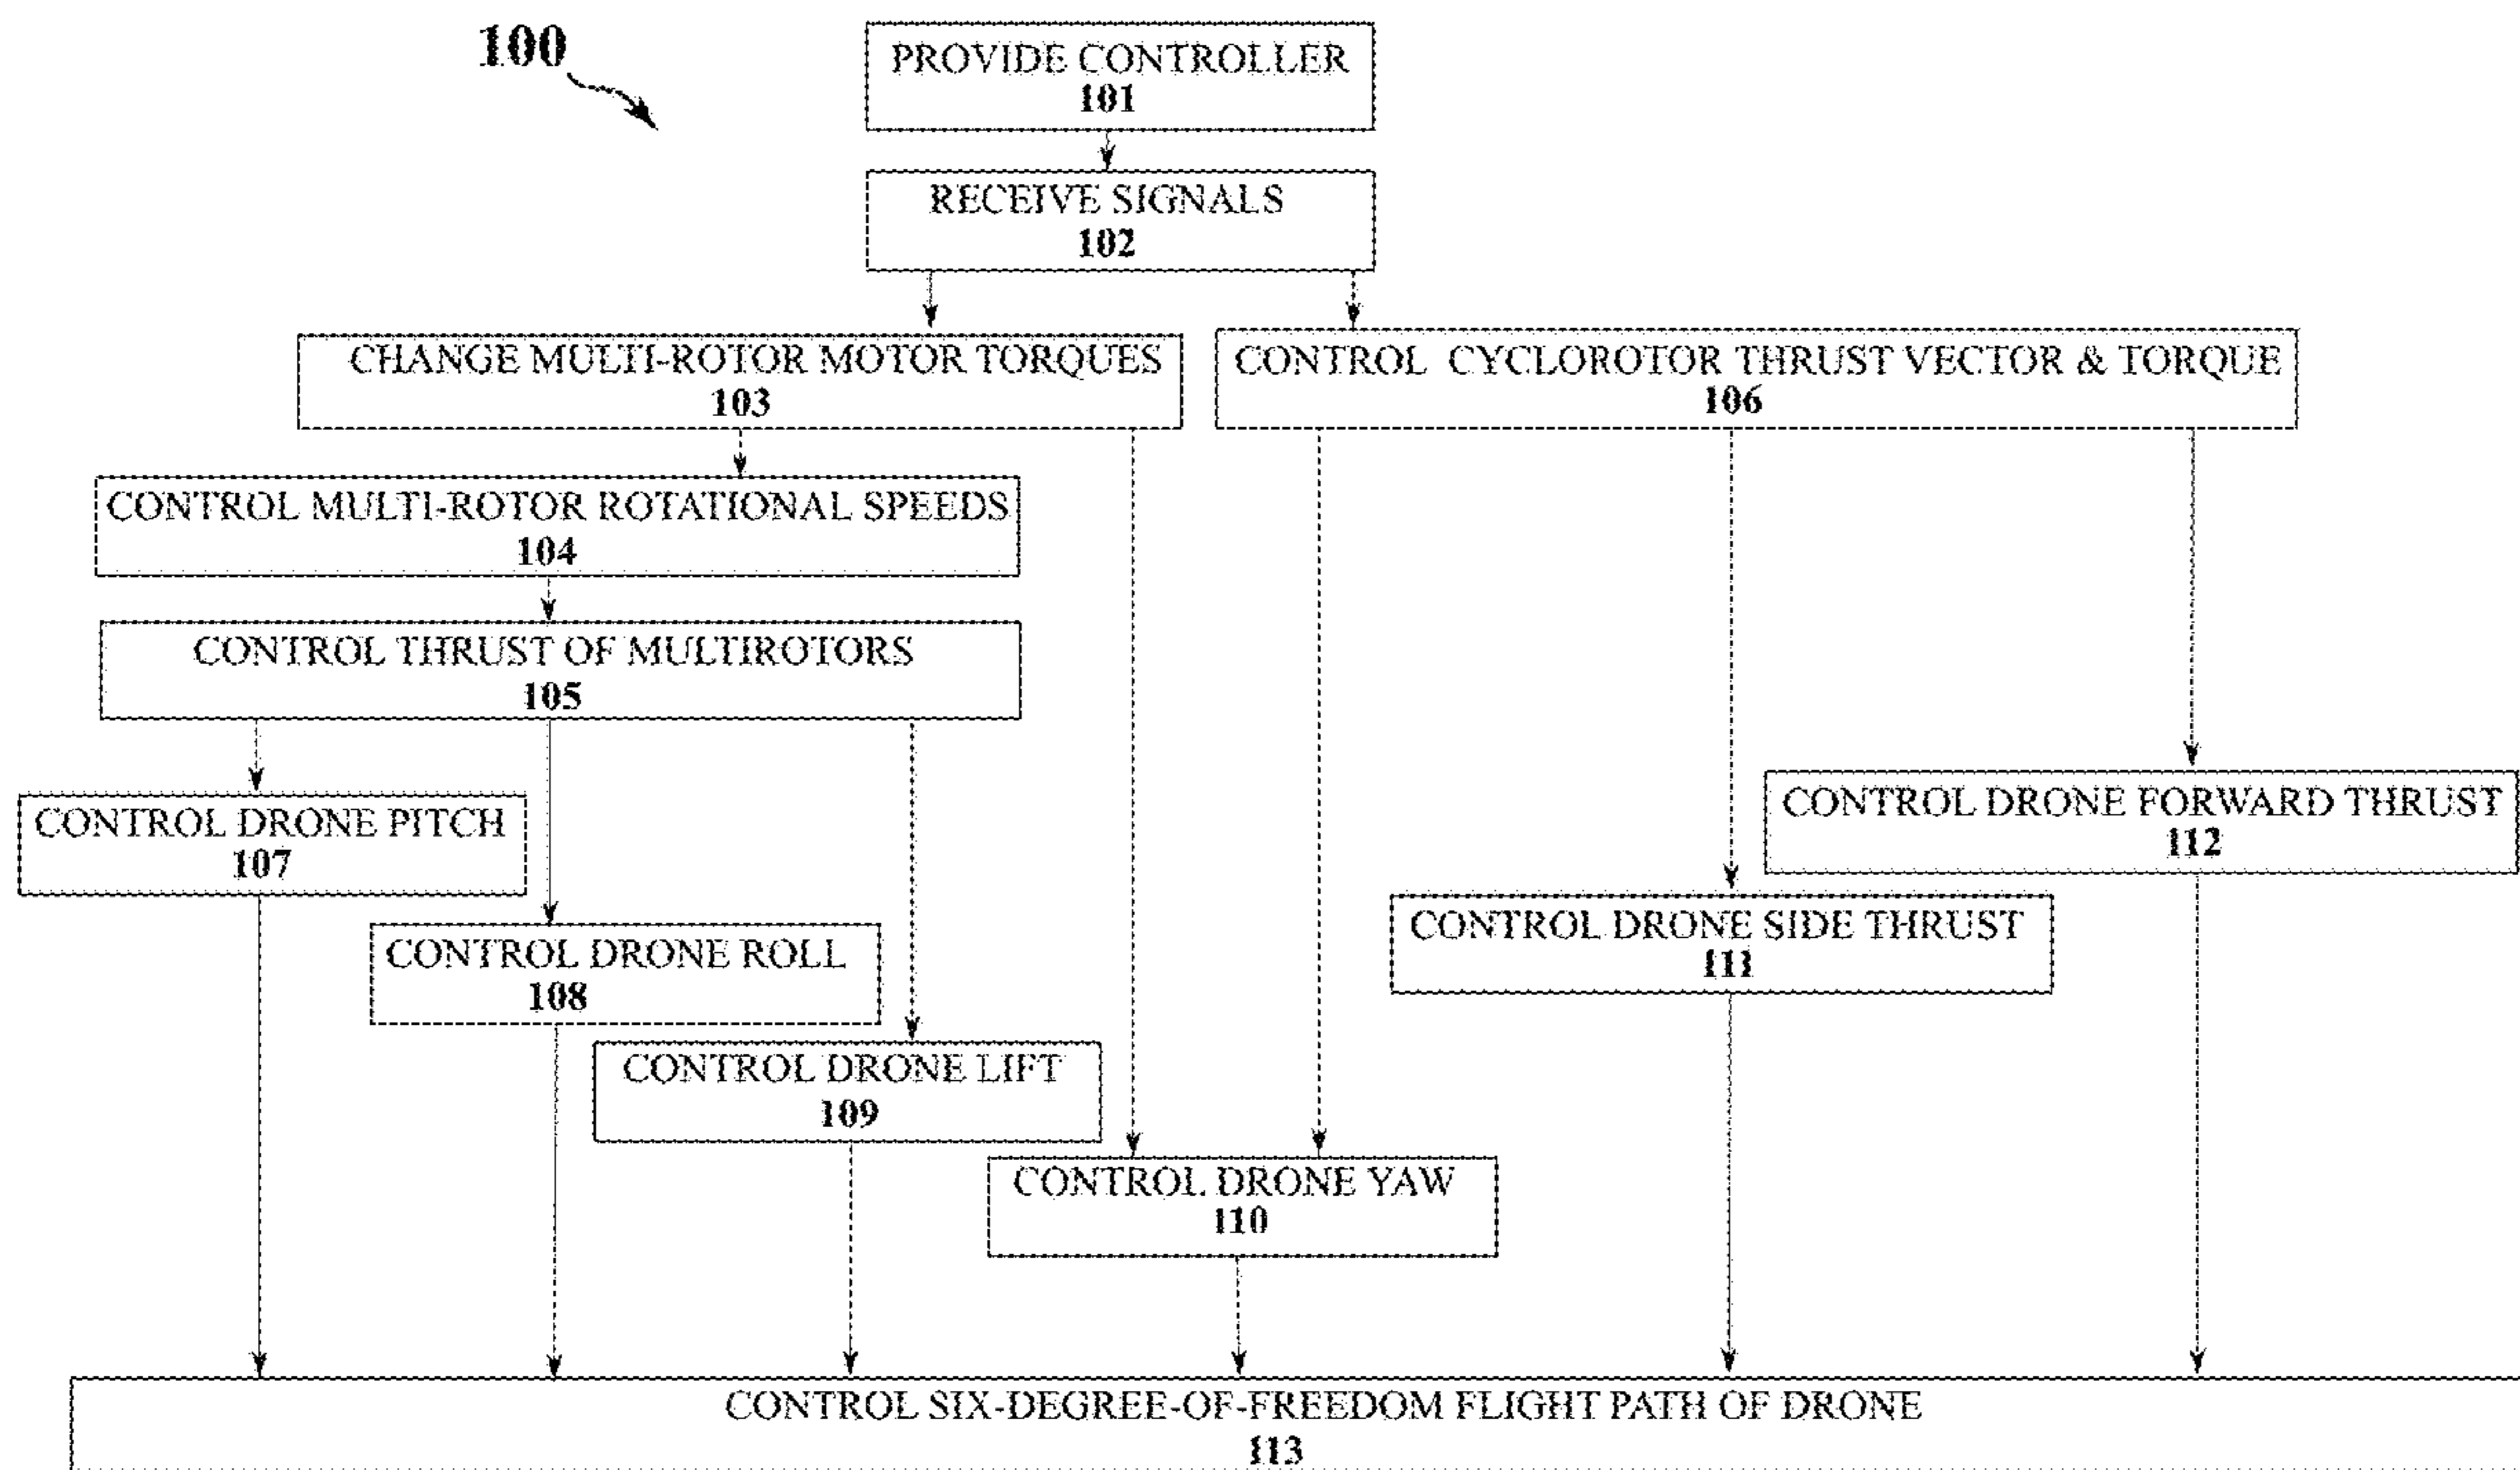 100
PROVIDE CONTROLLER
101
RECEIVE SIGNALS
102
CHANGE MULTI-ROTOR MOTOR TORQUES
103
CONTROL CYCLOROTOR THRUST VECTOR & TORQUE
106
CONTROL MULTI-ROTOR ROTATIONAL SPEEDS
104
CONTROL THRUST OF MULTIROTORS
105
CONTROL DRONE PITCH
107
CONTROL DRONE FORWARD THRUST
112
CONTROL DRONE ROLL
108
CONTROL DRONE SIDE THRUST
111
CONTROL DRONE LIFT
109
CONTROL DRONE YAW
110
CONTROL SIX-DEGREE-OF-FREEDOM FLIGHT PATH OF DRONE
113